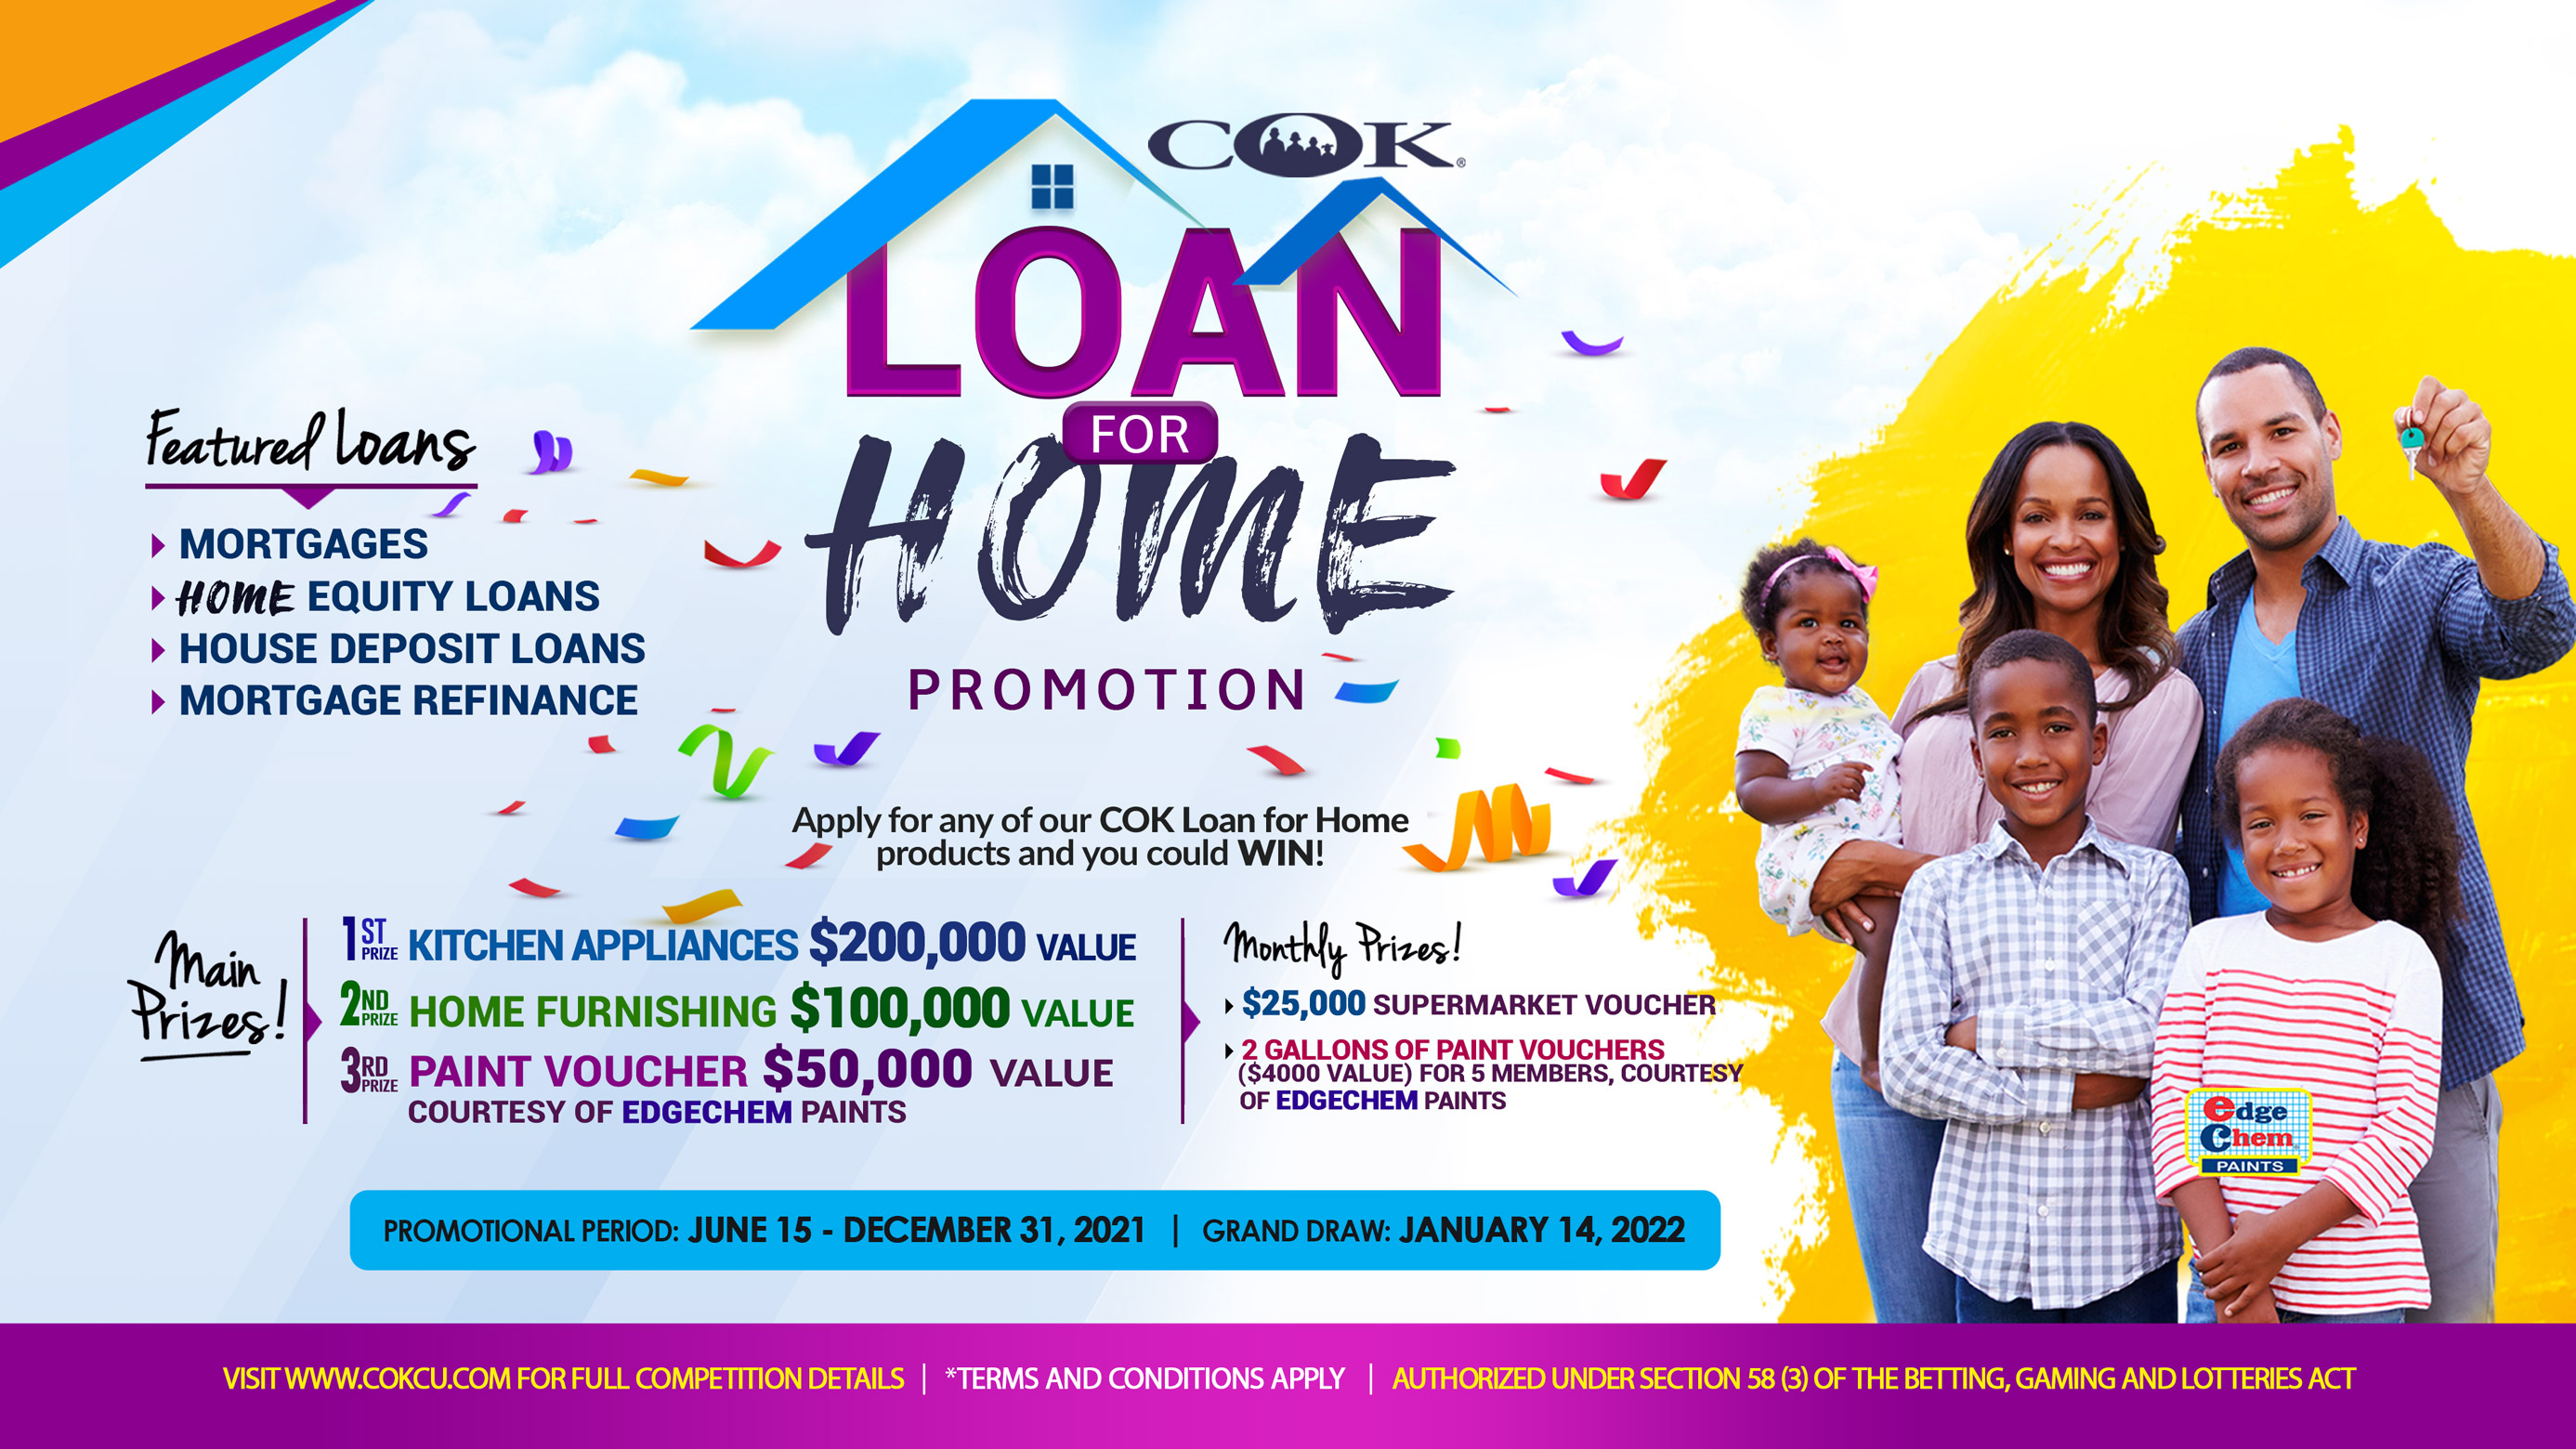 COK®
LOAN
FOR
HOME
PROMOTION
Featured Loans
MORTGAGES
HOME EQUITY LOANS
HOUSE DEPOSIT LOANS
MORTGAGE REFINANCE
Apply for any of our COK Loan for Home
products and you could WIN!
Main
Prizes!
1ST PRIZE KITCHEN APPLIANCES $200,000 VALUE
2ND PRIZE HOME FURNISHING $100,000 VALUE
3RD PRIZE PAINT VOUCHER $50,000 VALUE
COURTESY OF EDGECHEM PAINTS
Monthly Prizes!
$25,000 SUPERMARKET VOUCHER
2 GALLONS OF PAINT VOUCHERS
($4000 VALUE) FOR 5 MEMBERS, COURTESY
OF EDGECHEM PAINTS
edge
Chem
PAINTS
PROMOTIONAL PERIOD: JUNE 15 - DECEMBER 31, 2021 | GRAND DRAW: JANUARY 14, 2022
VISIT WWW.COKCU.COM FOR FULL COMPETITION DETAILS | *TERMS AND CONDITIONS APPLY | AUTHORIZED UNDER SECTION 58 (3) OF THE BETTING, GAMING AND LOTTERIES ACT